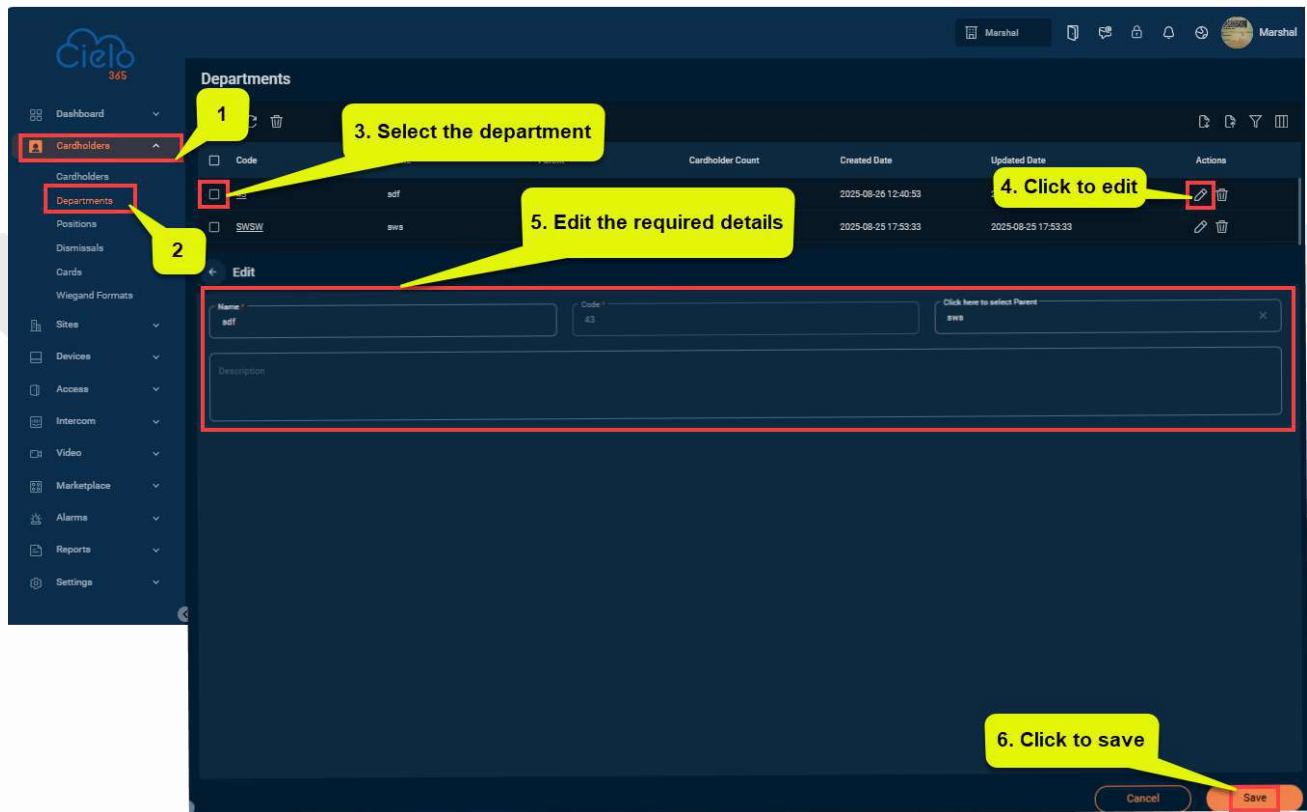 Cielo
365
Marshal
Marshal
Departments
Dashboard
1
3. Select the department
Cardholders
Code
Cardholder Count
Created Date
Updated Date
Actions
Cardholders
Departments
sdf
2025-08-26 12:40:53
4. Click to edit
5. Edit the required details
Positions
SWSW
sws
2025-08-25 17:53:33
2025-08-25 17:53:33
Dismissals
2
Cards
Edit
Wiegand Formats
Name *
Code *
Click here to select Parent
sdf
43
sws
Sites
Devices
Description
Access
Intercom
Video
Marketplace
Alarms
Reports
Settings
6. Click to save
Cancel
Save